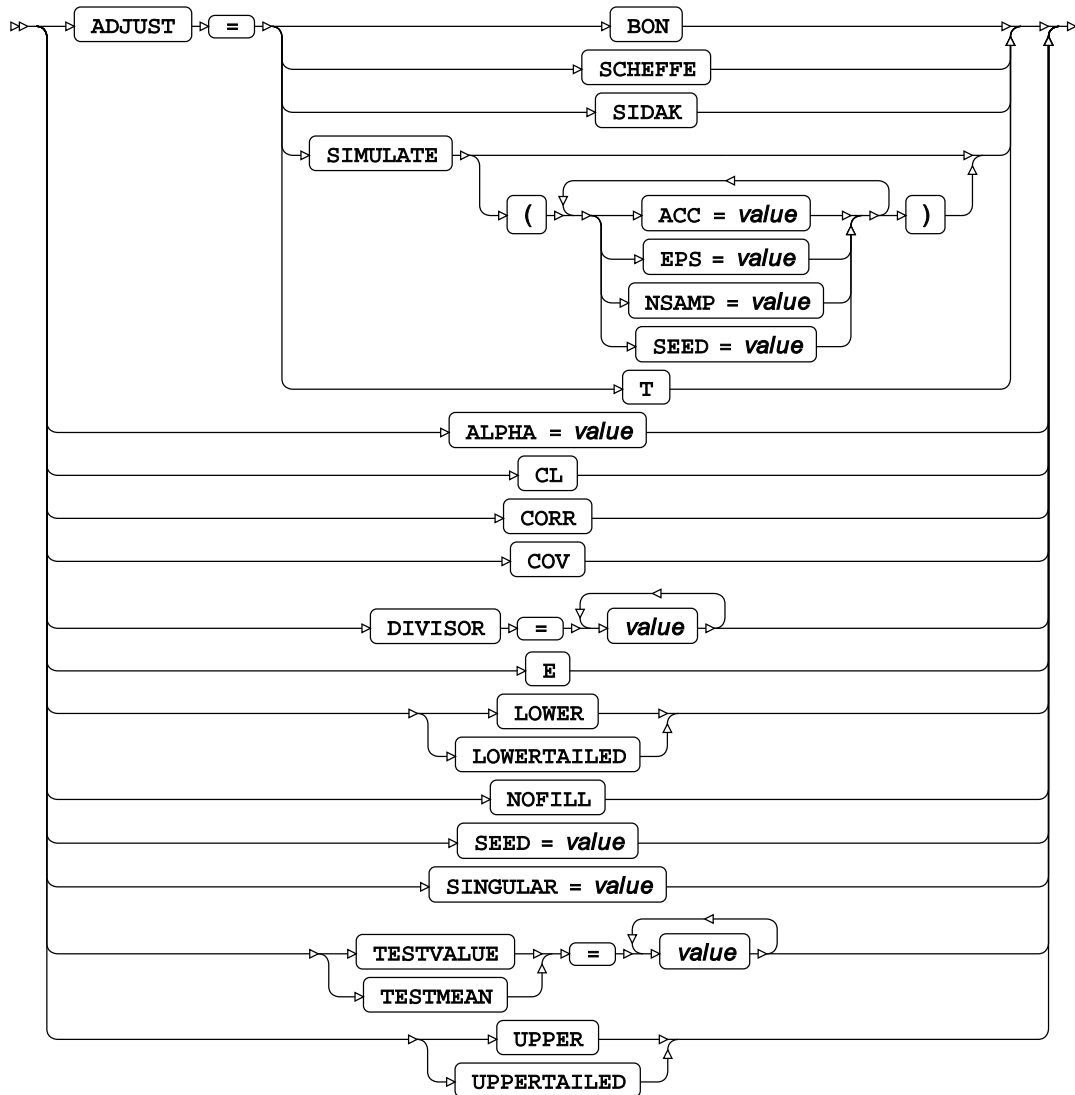 ADJUST = BON
SCHEFFE
SIDAK
SIMULATE
( ACC = value )
EPS = value
NSAMP = value
SEED = value
T
ALPHA = value
CL
CORR
COV
DIVISOR = value
E
LOWER
LOWERTAILED
NOFILL
SEED = value
SINGULAR = value
TESTVALUE = value
TESTMEAN
UPPER
UPPERTAILED